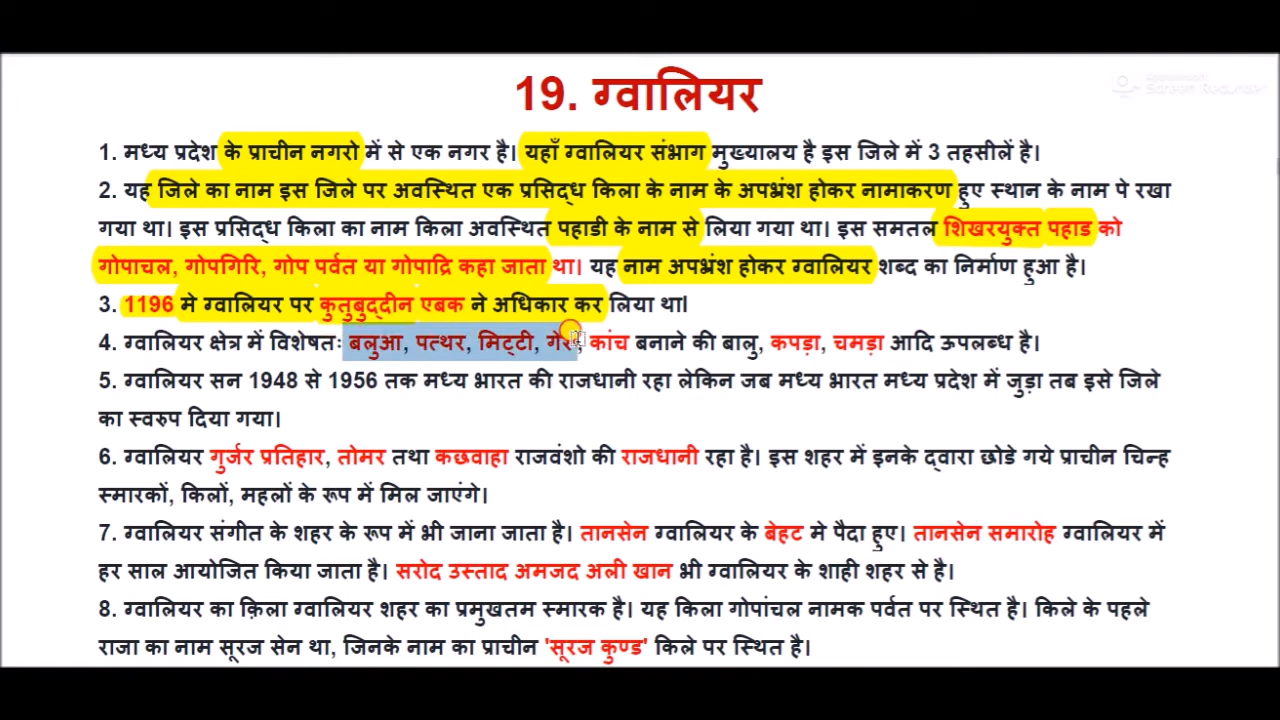 19. ग्वालियर
1. मध्य प्रदेश के प्राचीन नगरो में से एक नगर है। यहाँ ग्वालियर संभाग मुख्यालय है इस जिले में 3 तहसीलें है।
2. यह जिले का नाम इस जिले पर अवस्थित एक प्रसिद्ध किला के नाम के अपभ्रंश होकर नामाकरण हुए स्थान के नाम पे रखा
गया था। इस प्रसिद्ध किला का नाम किला अवस्थित पहाडी के नाम से लिया गया था। इस समतल शिखरयुक्त पहाड को
गोपाचल, गोपगिरि, गोप पर्वत या गोपाद्रि कहा जाता था। यह नाम अपभ्रंश होकर ग्वालियर शब्द का निर्माण हुआ है।
3. 1196 मे ग्वालियर पर कुतुबुद्दीन एबक ने अधिकार कर लिया था।
4. ग्वालियर क्षेत्र में विशेषतः बलुआ, पत्थर, मिट्टी, गेरू, कांच बनाने की बालु, कपड़ा, चमड़ा आदि उपलब्ध है।
5. ग्वालियर सन 1948 से 1956 तक मध्य भारत की राजधानी रहा लेकिन जब मध्य भारत मध्य प्रदेश में जुड़ा तब इसे जिले
का स्वरुप दिया गया।
6. ग्वालियर गुर्जर प्रतिहार, तोमर तथा कछवाहा राजवंशो की राजधानी रहा है। इस शहर में इनके द्वारा छोडे गये प्राचीन चिन्ह
स्मारकों, किलों, महलों के रूप में मिल जाएंगे।
7. ग्वालियर संगीत के शहर के रूप में भी जाना जाता है। तानसेन ग्वालियर के बेहट मे पैदा हुए। तानसेन समारोह ग्वालियर में
हर साल आयोजित किया जाता है। सरोद उस्ताद अमजद अली खान भी ग्वालियर के शाही शहर से है।
8. ग्वालियर का क़िला ग्वालियर शहर का प्रमुखतम स्मारक है। यह किला गोपांचल नामक पर्वत पर स्थित है। किले के पहले
राजा का नाम सूरज सेन था, जिनके नाम का प्राचीन 'सूरज कुण्ड' किले पर स्थित है।